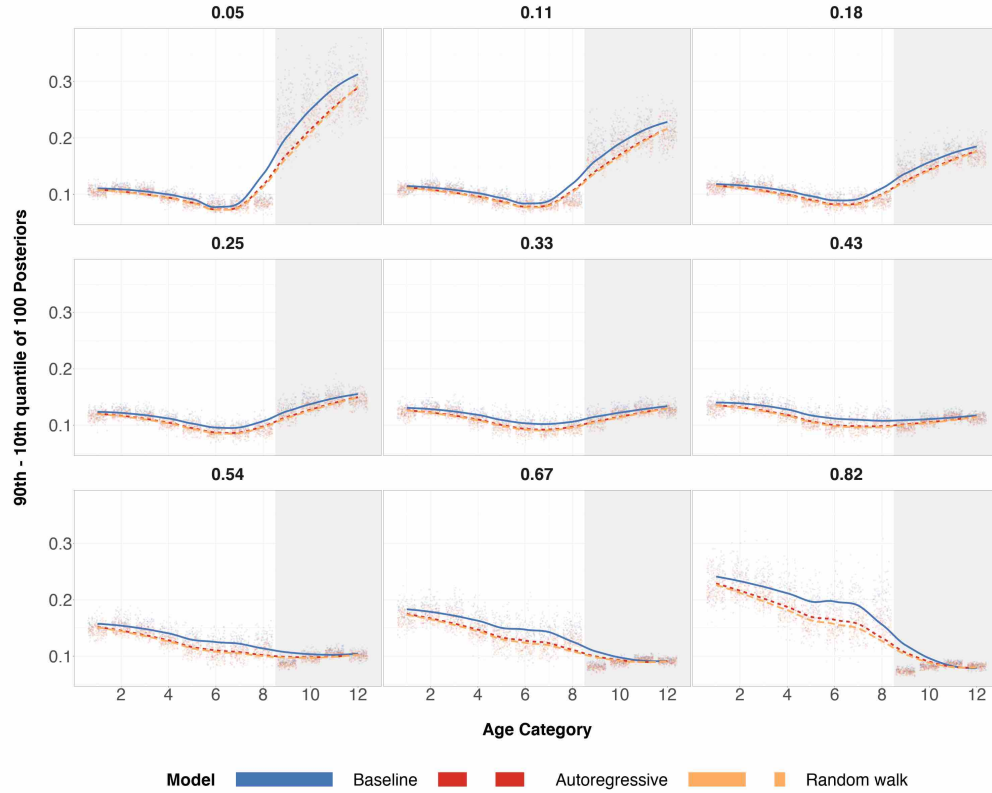 0.05 0.11 0.18
0.3
0.2
0.1
0.25 0.33 0.43
0.3
0.2
0.1
0.54 0.67 0.82
0.3
0.2
0.1
2 4 6 8 10 12 2 4 6 8 10 12 2 4 6 8 10 12
90th - 10th quantile of 100 Posteriors
Age Category
Model Baseline Autoregressive Random walk